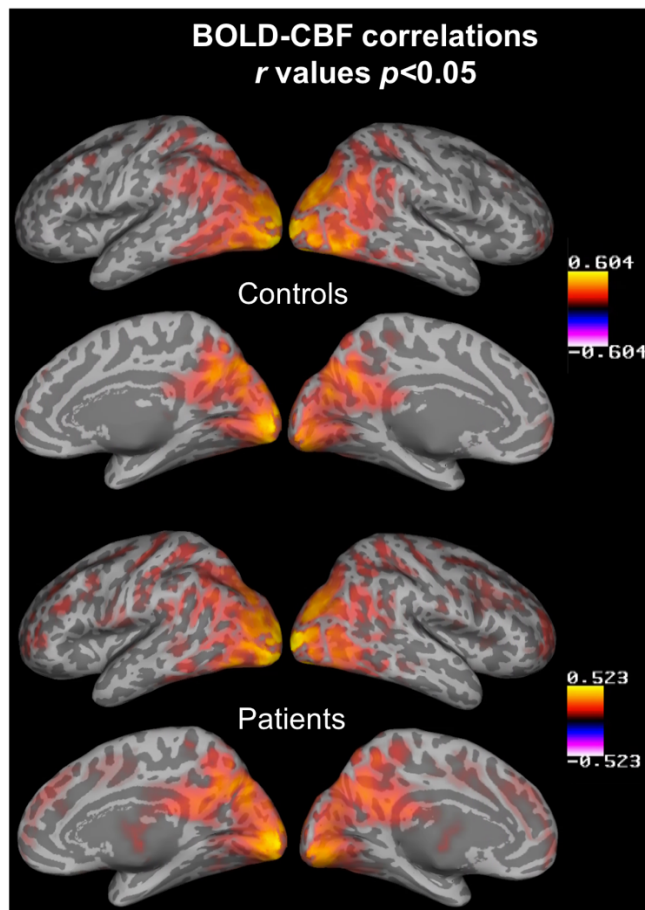 BOLD-CBF correlations
r values p<0.05
0.604
Controls
-0.604
0.523
Patients
-0.523